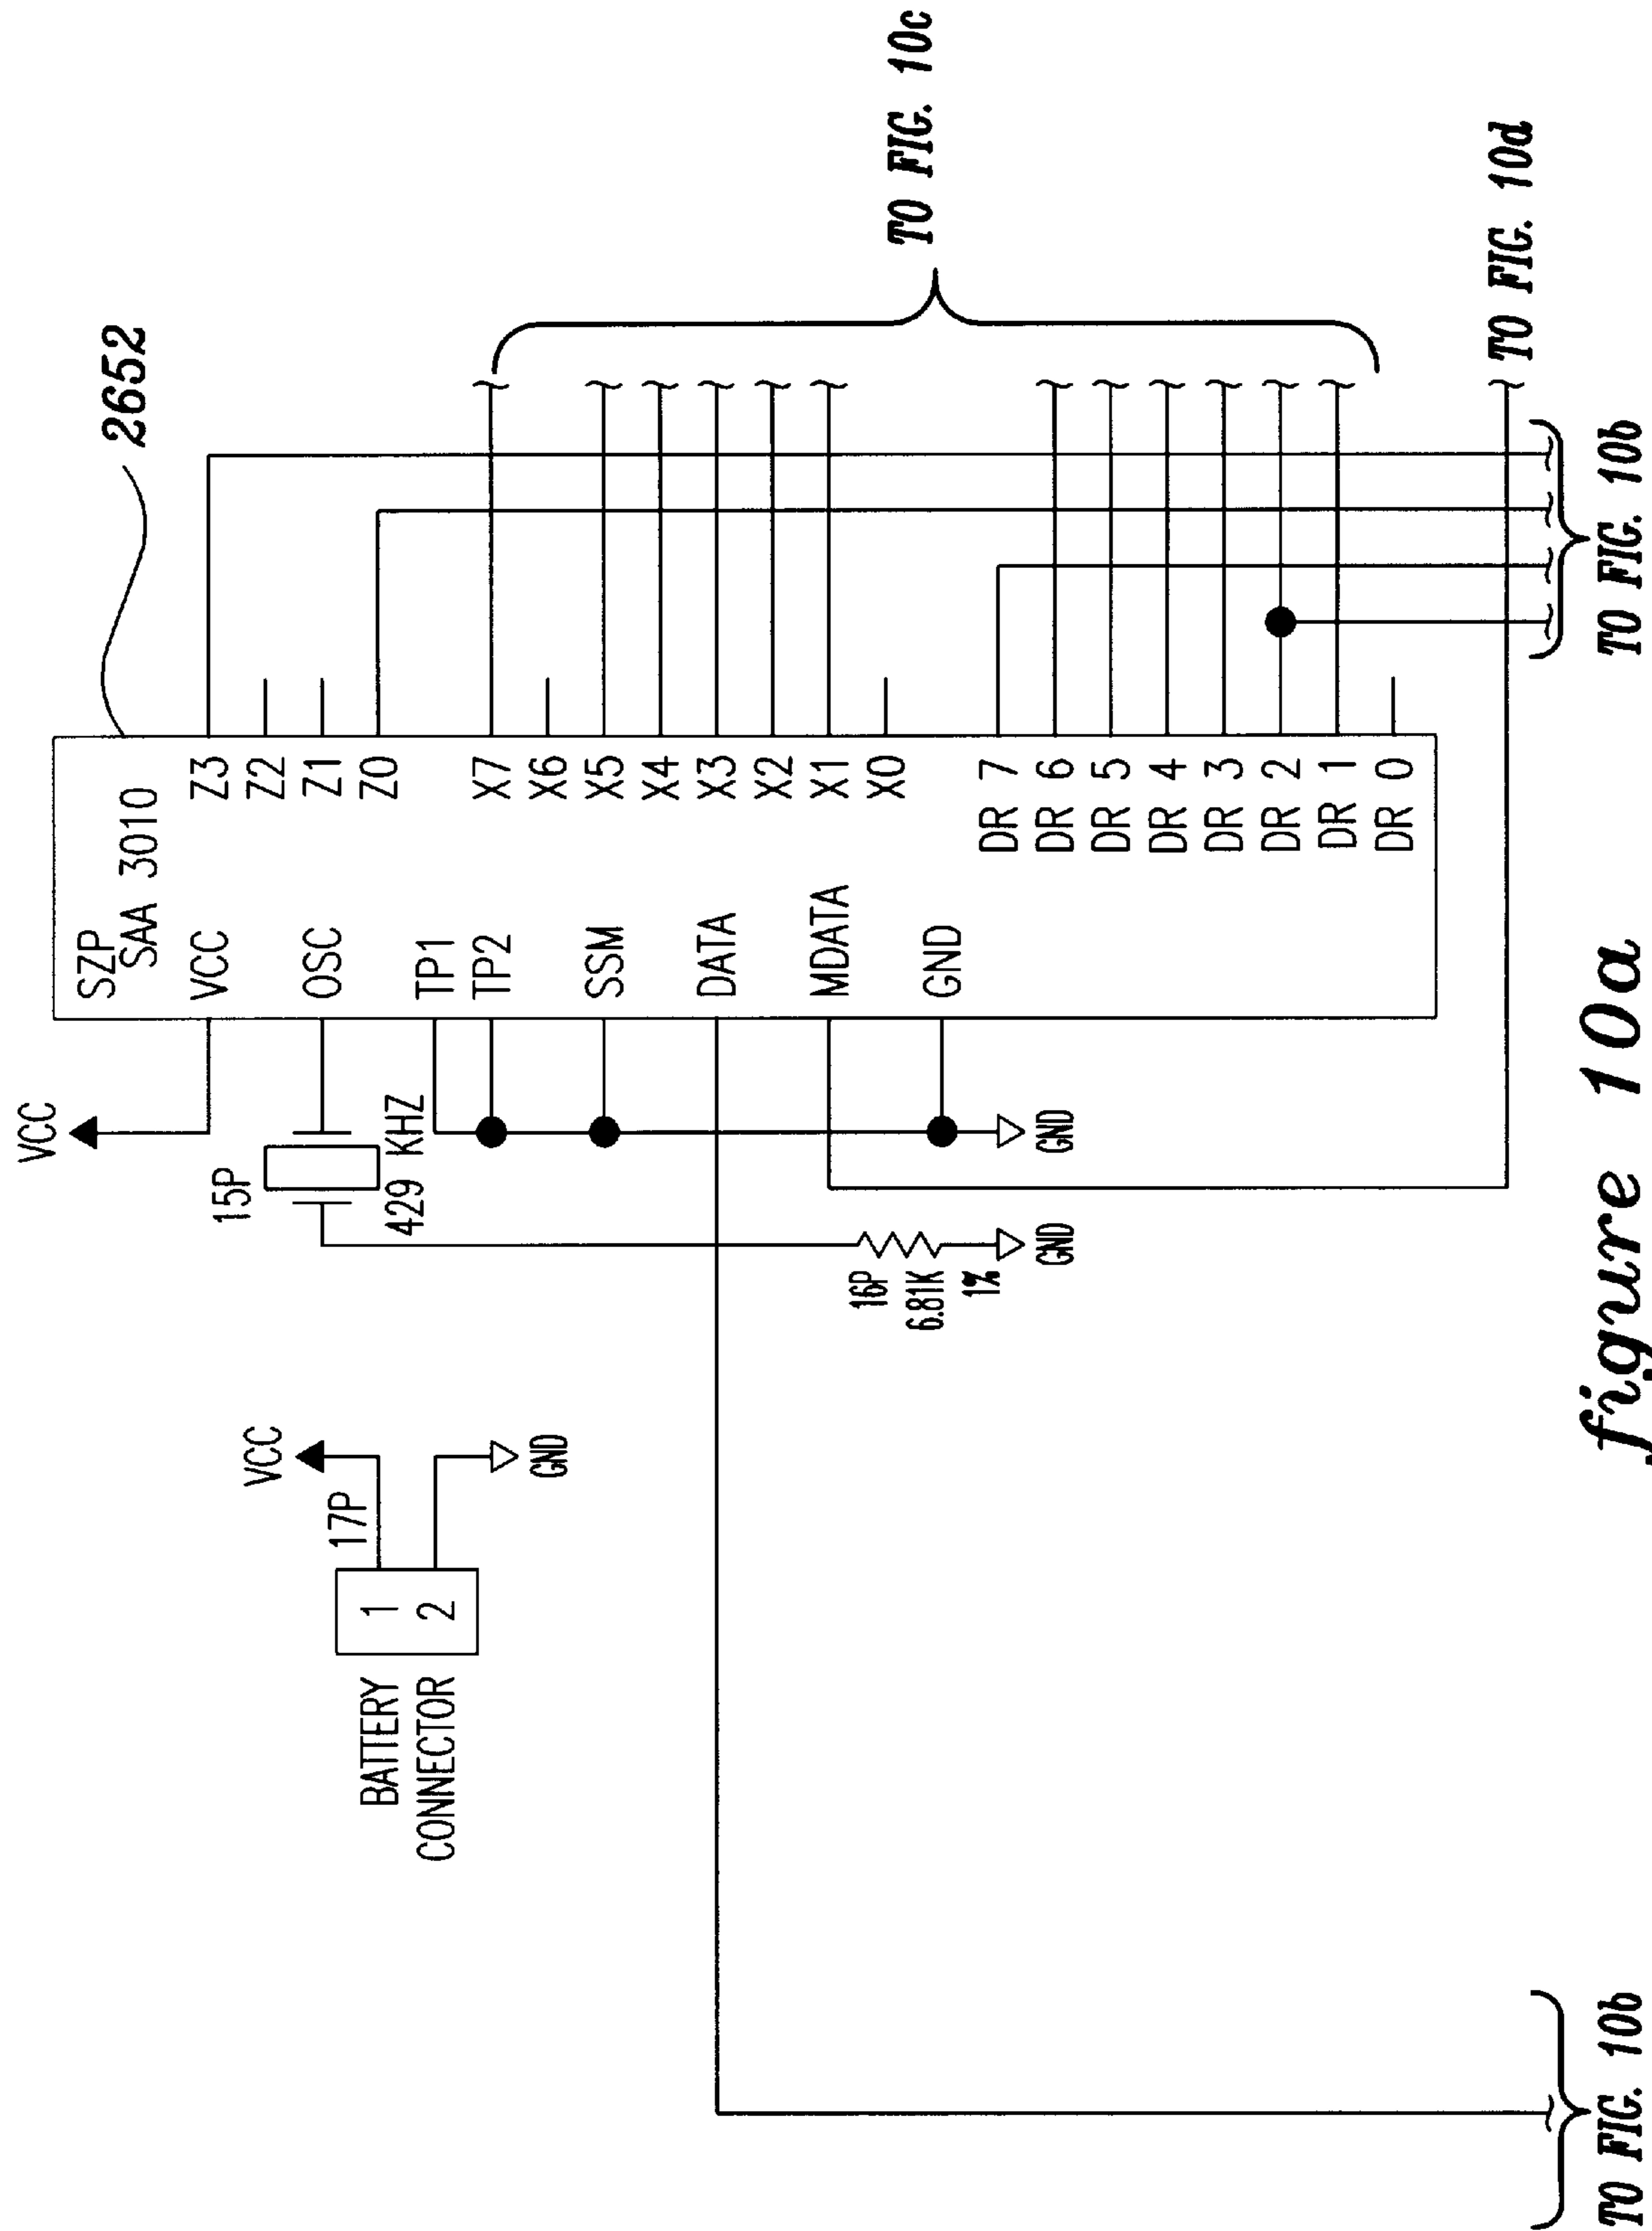 2652
SZP
SAA 3010
VCC
VCC
OSC
TP1
TP2
SSM
DATA
MDATA
GND
Z3
Z2
Z1
Z0
X7
X6
X5
X4
X3
X2
X1
X0
DR 7
DR 6
DR 5
DR 4
DR 3
DR 2
DR 1
DR 0
15P
429 KHZ
GND
16P
6.81K
1%
GND
VCC
17P
1
2
BATTERY
CONNECTOR
GND
TO FIG. 10c
TO FIG. 10d
TO FIG. 10b
TO FIG. 10b
figure 10a